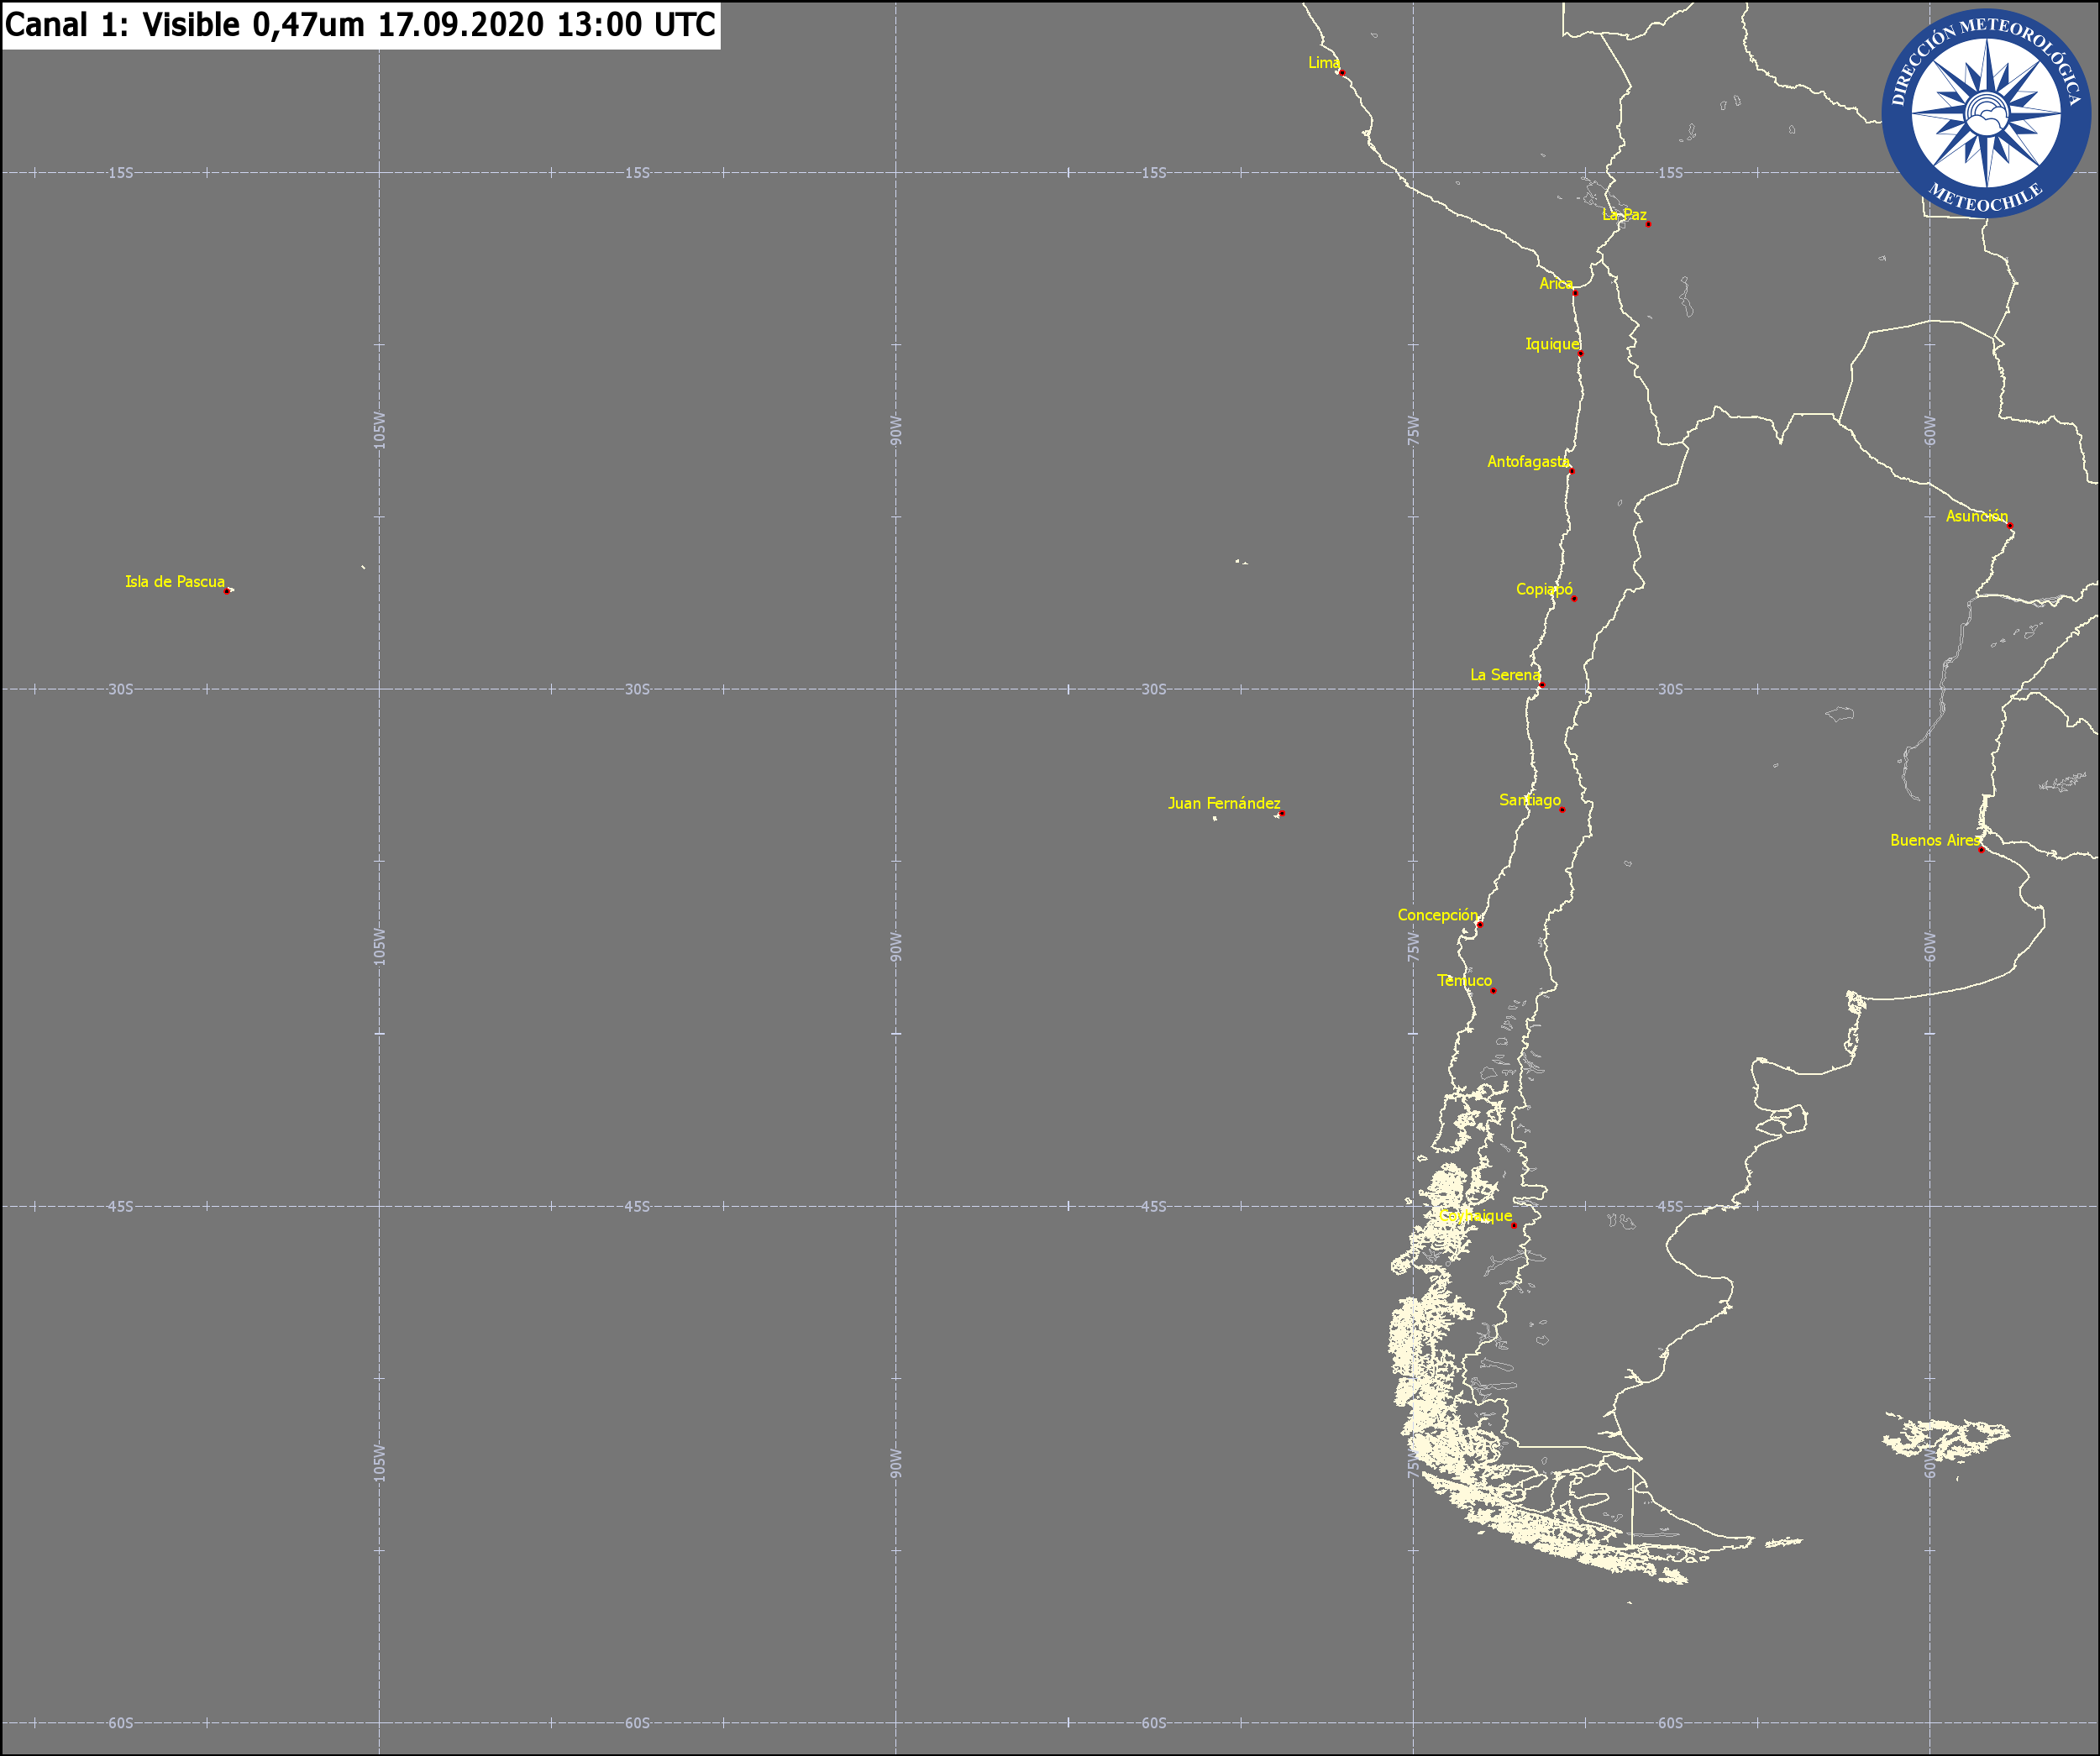 Canal 1: Visible 0,47um 17.09.2020 13:00 UTC
DIRECCIÓN METEOROLÓGICA
METEOCHILE
Lima
15S 15S 15S 15S
La Paz
Arica
Iquique
105W 90W 75W 60W
Antofagasta
Asunción
Isla de Pascua
Copiapó
La Serena
30S 30S 30S 30S
Santiago
Juan Fernández
Buenos Aires
Concepción
105W 90W 75W 60W
Temuco
45S 45S 45S 45S
Coyhaique
105W 90W 75W 60W
60S 60S 60S 60S